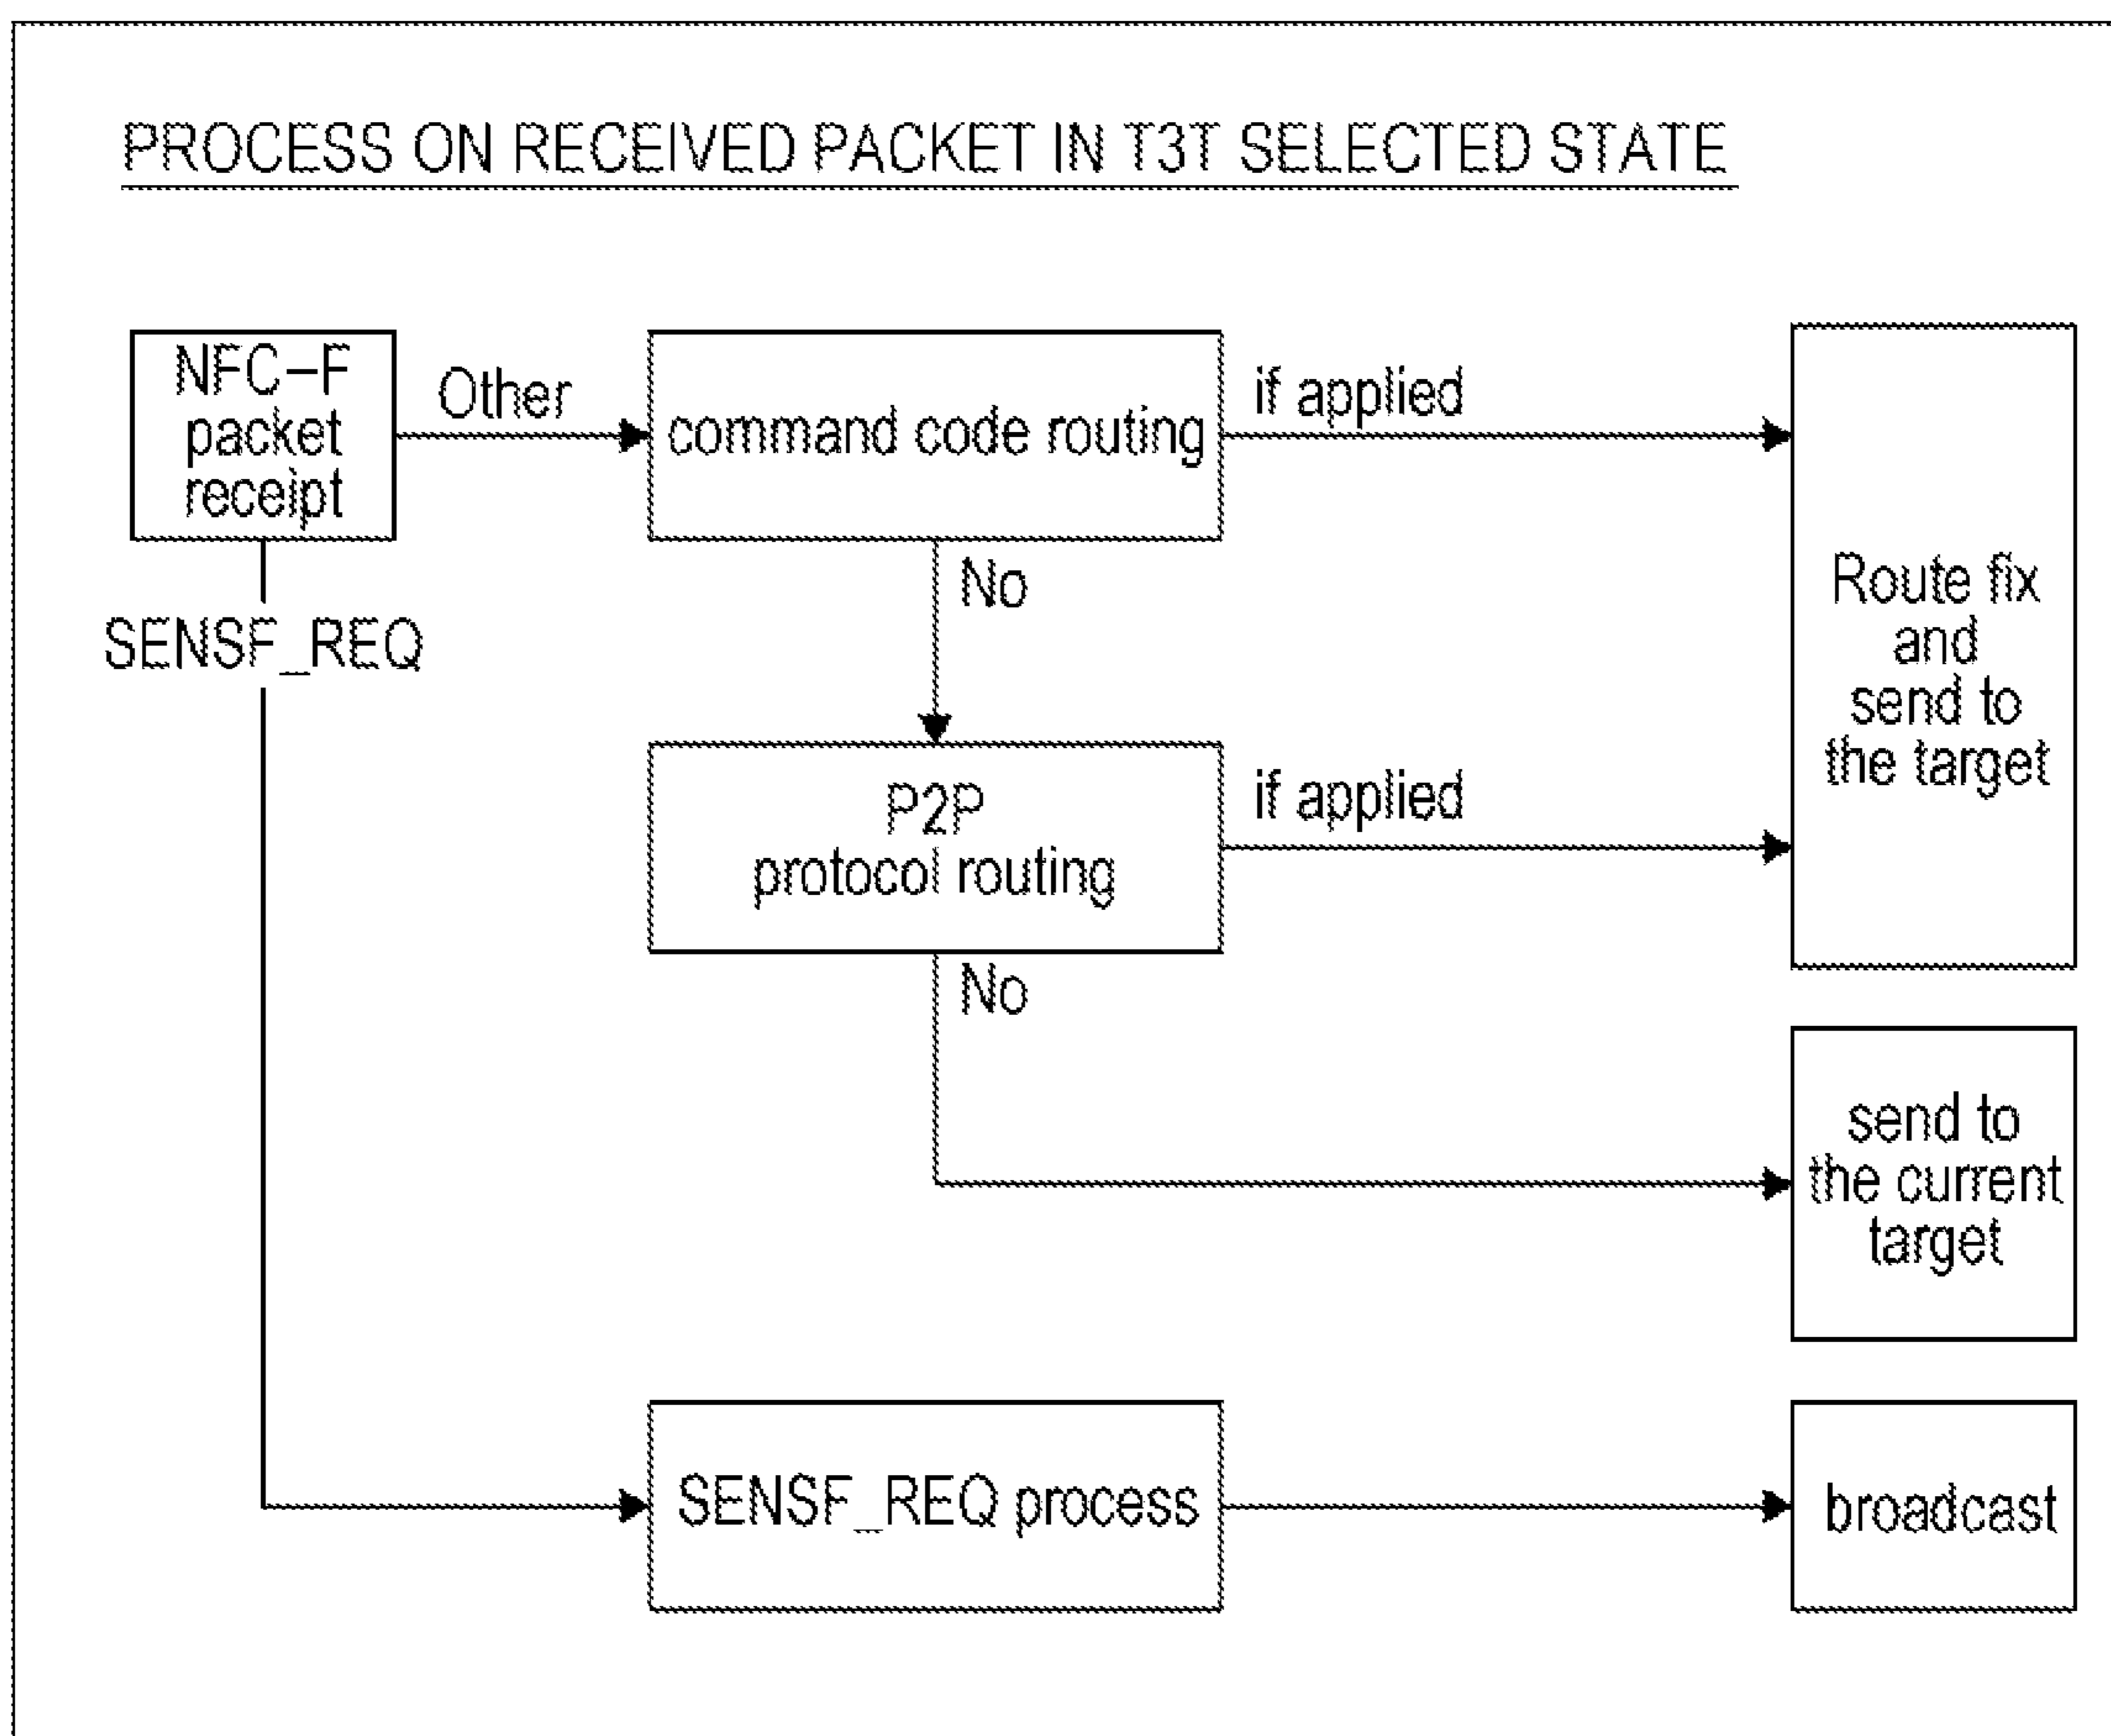 PROCESS ON RECEIVED PACKET IN T3T SELECTED STATE
NFC-F
packet
receipt
Other
command code routing
if applied
Route fix
and
send to
the target
No
SENSF_REQ
P2P
protocol routing
if applied
No
send to
the current
target
SENSF_REQ process
broadcast